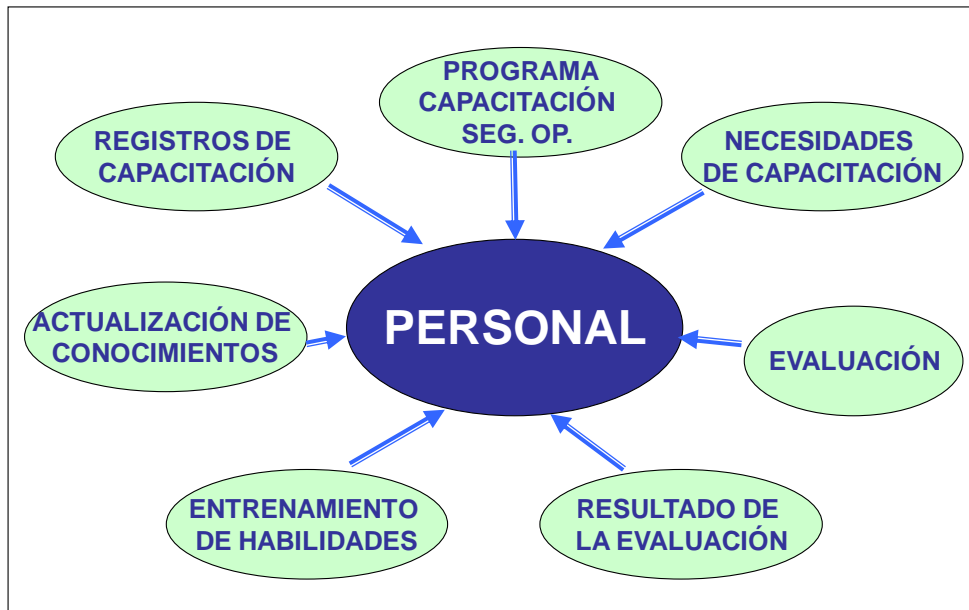 PROGRAMA
CAPACITACIÓN
SEG. OP.
REGISTROS DE
CAPACITACIÓN
NECESIDADES
DE CAPACITACIÓN
PERSONAL
ACTUALIZACIÓN DE
CONOCIMIENTOS
EVALUACIÓN
ENTRENAMIENTO
DE HABILIDADES
RESULTADO DE
LA EVALUACIÓN